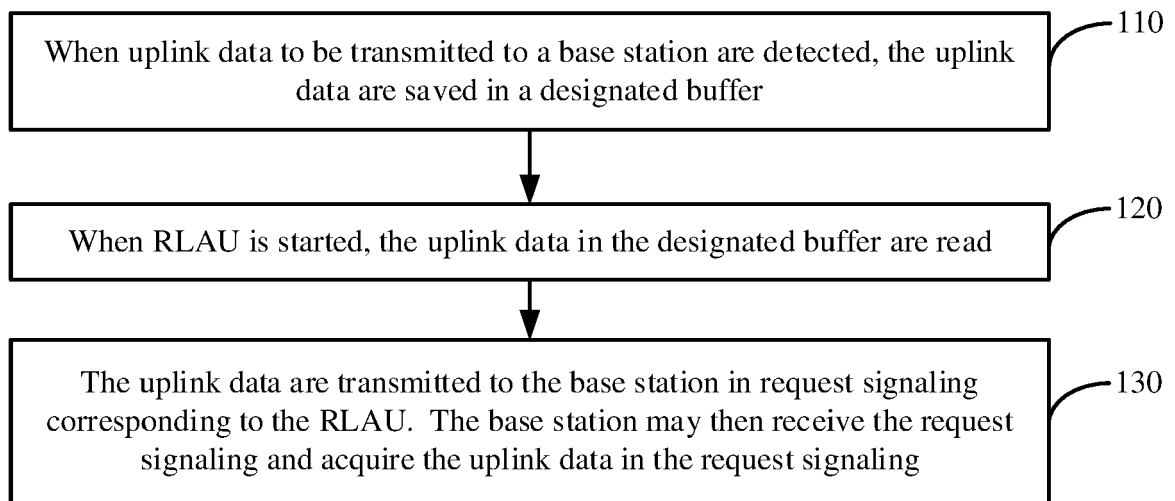 When uplink data to be transmitted to a base station are detected, the uplink
data are saved in a designated buffer
110
When RLAU is started, the uplink data in the designated buffer are read
120
The uplink data are transmitted to the base station in request signaling
corresponding to the RLAU.  The base station may then receive the request
signaling and acquire the uplink data in the request signaling
130